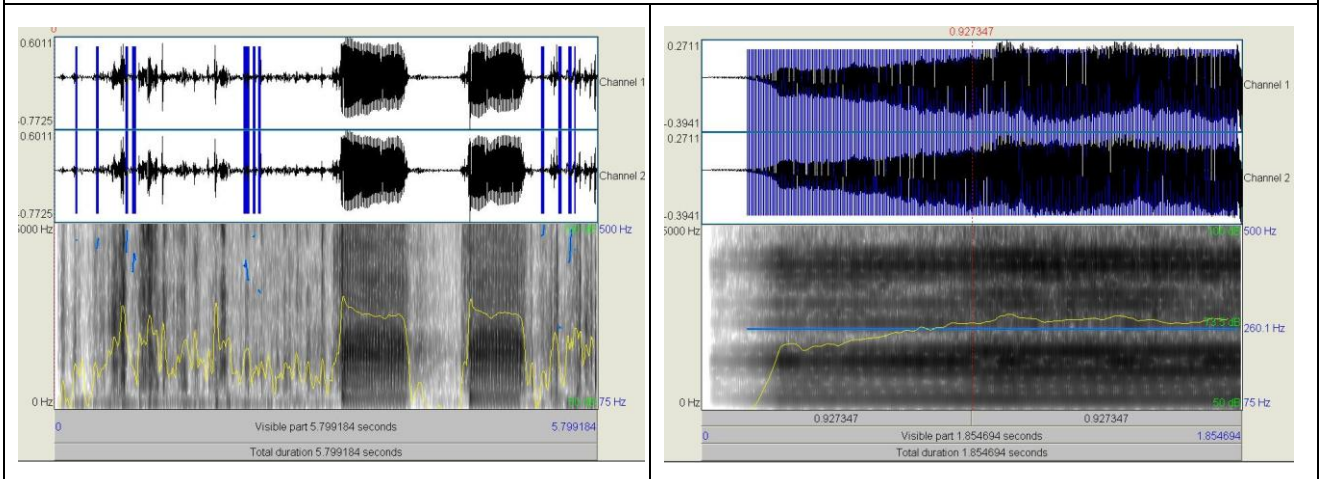 0
0.6011
Channel 1
-0.7725
0.6011
Channel 2
-0.7725
5000 Hz
500 Hz
0 Hz
75 Hz
0
Visible part 5.799184 seconds
5.799184
Total duration 5.799184 seconds
0.927347
0.2711
Channel 1
-0.3941
0.2711
Channel 2
-0.3941
5000 Hz
100 dB
500 Hz
260.1 Hz
0 Hz
50 dB
75 Hz
0.927347
0.927347
0
Visible part 1.854694 seconds
1.854694
Total duration 1.854694 seconds